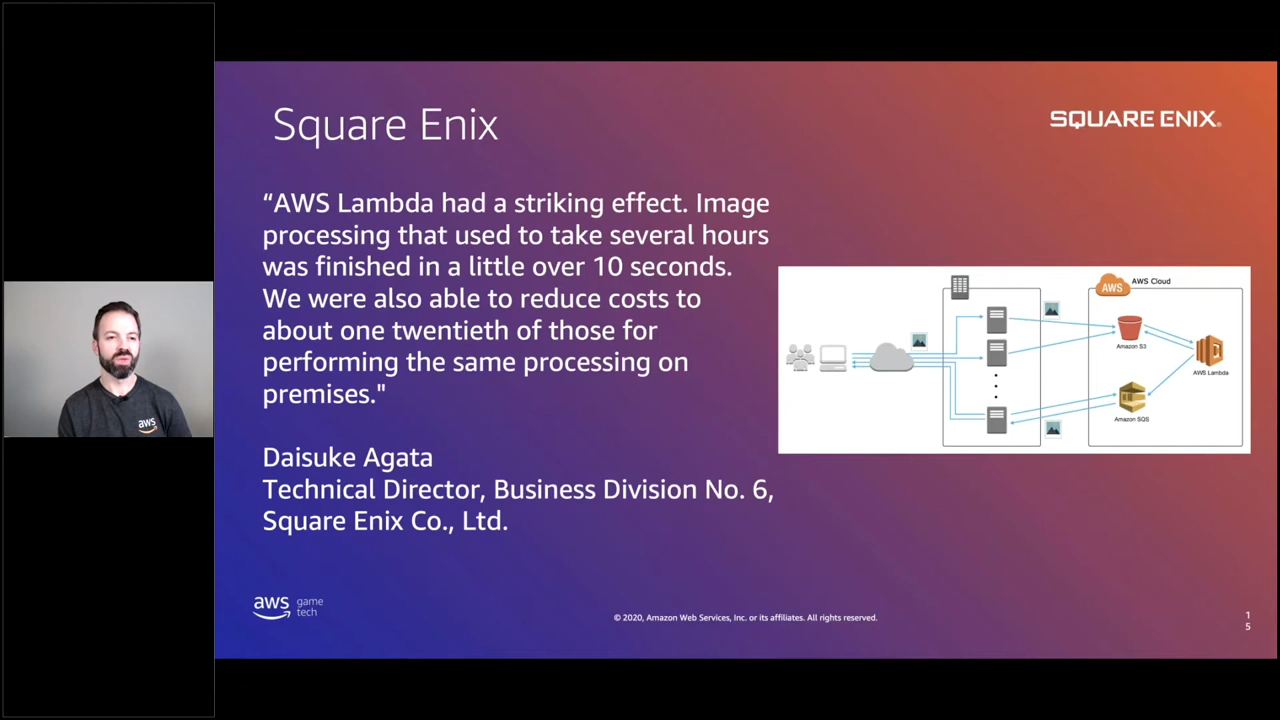 Square Enix
SQUARE ENIX®
“AWS Lambda had a striking effect. Image
processing that used to take several hours
was finished in a little over 10 seconds.
We were also able to reduce costs to
about one twentieth of those for
performing the same processing on
premises."
Daisuke Agata
Technical Director, Business Division No. 6,
Square Enix Co., Ltd.
AWS
AWS Cloud
Amazon S3
AWS Lambda
Amazon SQS
aws
aws game
tech
© 2020, Amazon Web Services, Inc. or its affiliates. All rights reserved.
1
5